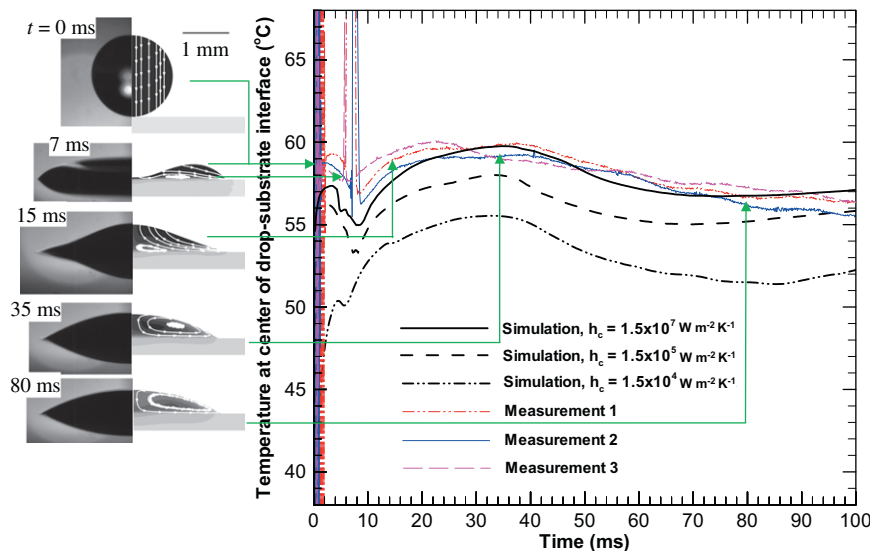 t = 0 ms
1 mm
7 ms
15 ms
35 ms
80 ms
Temperature at center of drop-substrate interface (°C)
65
60
55
50
45
40
Simulation, h_c = 1.5x10⁷ W m⁻² K⁻¹
Simulation, h_c = 1.5x10⁵ W m⁻² K⁻¹
Simulation, h_c = 1.5x10⁴ W m⁻² K⁻¹
Measurement 1
Measurement 2
Measurement 3
0 10 20 30 40 50 60 70 80 90 100
Time (ms)